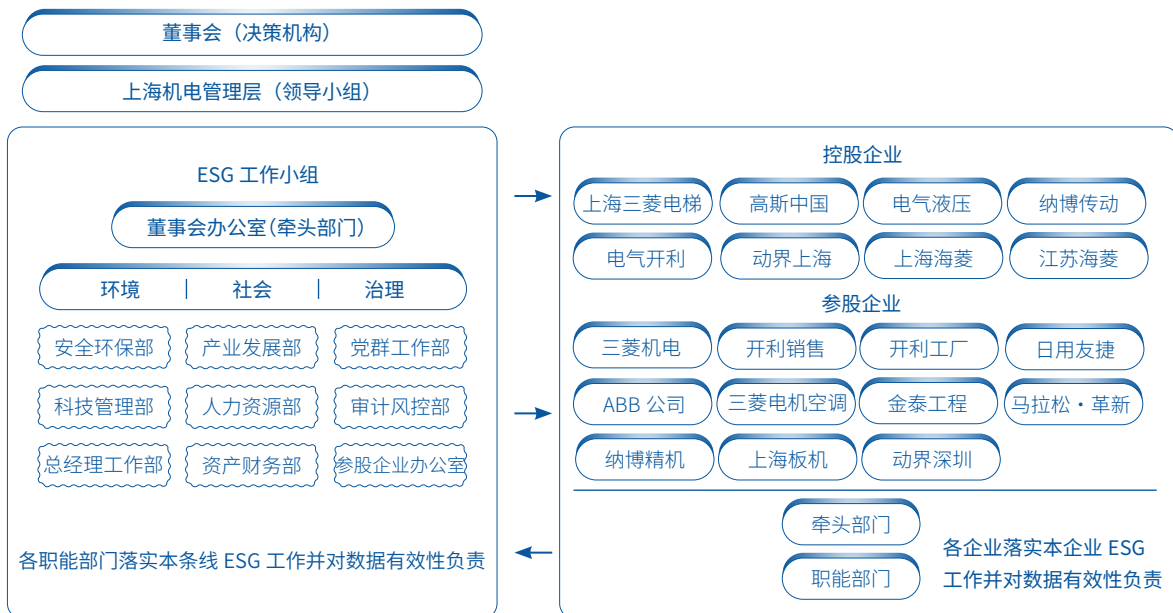 董事会（决策机构）
上海机电管理层（领导小组）
ESG 工作小组
董事会办公室(牵头部门)
环境 | 社会 | 治理
安全环保部 产业发展部 党群工作部
科技管理部 人力资源部 审计风控部
总经理工作部 资产财务部 参股企业办公室
各职能部门落实本条线 ESG 工作并对数据有效性负责
控股企业
上海三菱电梯 高斯中国 电气液压 纳博传动
电气开利 动界上海 上海海菱 江苏海菱
参股企业
三菱机电 开利销售 开利工厂 日用友捷
ABB 公司 三菱电机空调 金泰工程 马拉松・革新
纳博精机 上海板机 动界深圳
牵头部门
职能部门
各企业落实本企业 ESG
工作并对数据有效性负责